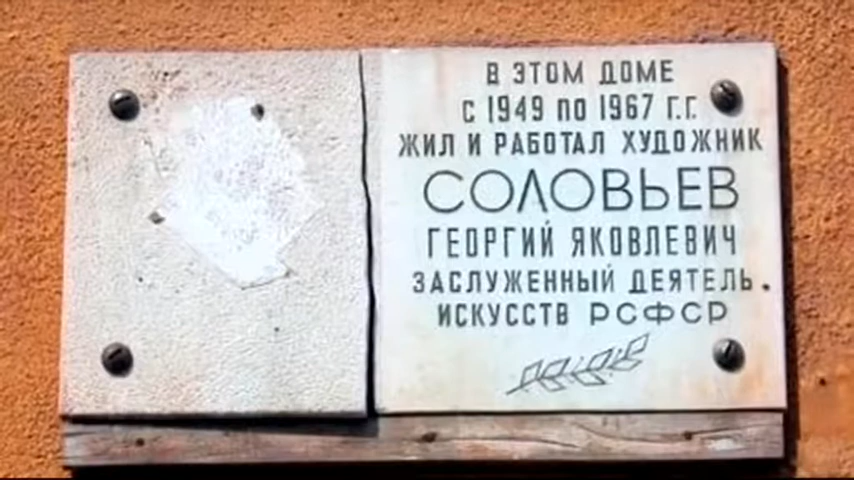 В ЭТОМ ДОМЕ
С 1949 ПО 1967 Г.Г.
ЖИЛ И РАБОТАЛ ХУДОЖНИК
СОЛОВЬЕВ
ГЕОРГИЙ ЯКОВЛЕВИЧ
ЗАСЛУЖЕННЫЙ ДЕЯТЕЛЬ
ИСКУССТВ РСФСР